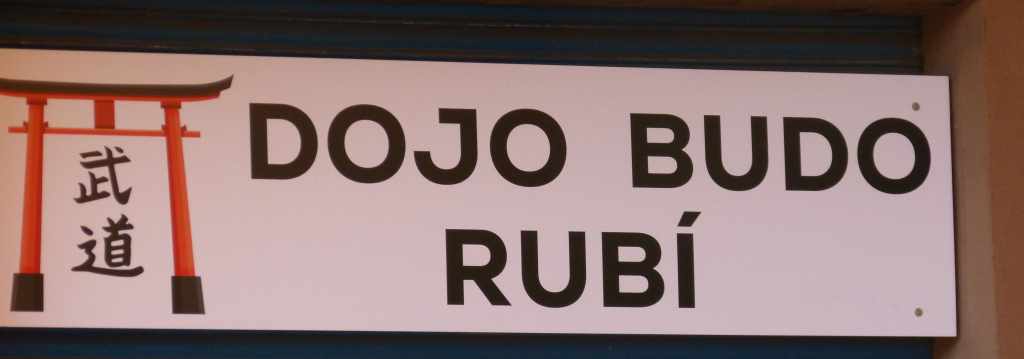 武
道
DOJO BUDO
RUBÍ